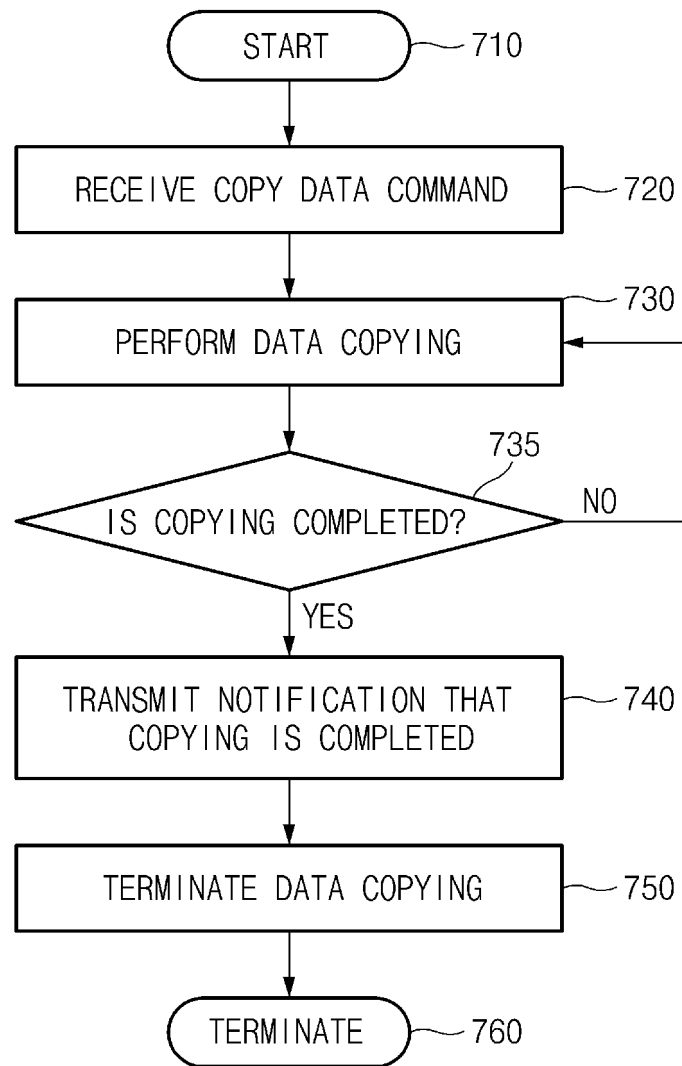 START
710
RECEIVE COPY DATA COMMAND
720
730
PERFORM DATA COPYING
735
IS COPYING COMPLETED?
NO
YES
TRANSMIT NOTIFICATION THAT
COPYING IS COMPLETED
740
TERMINATE DATA COPYING
750
TERMINATE
760